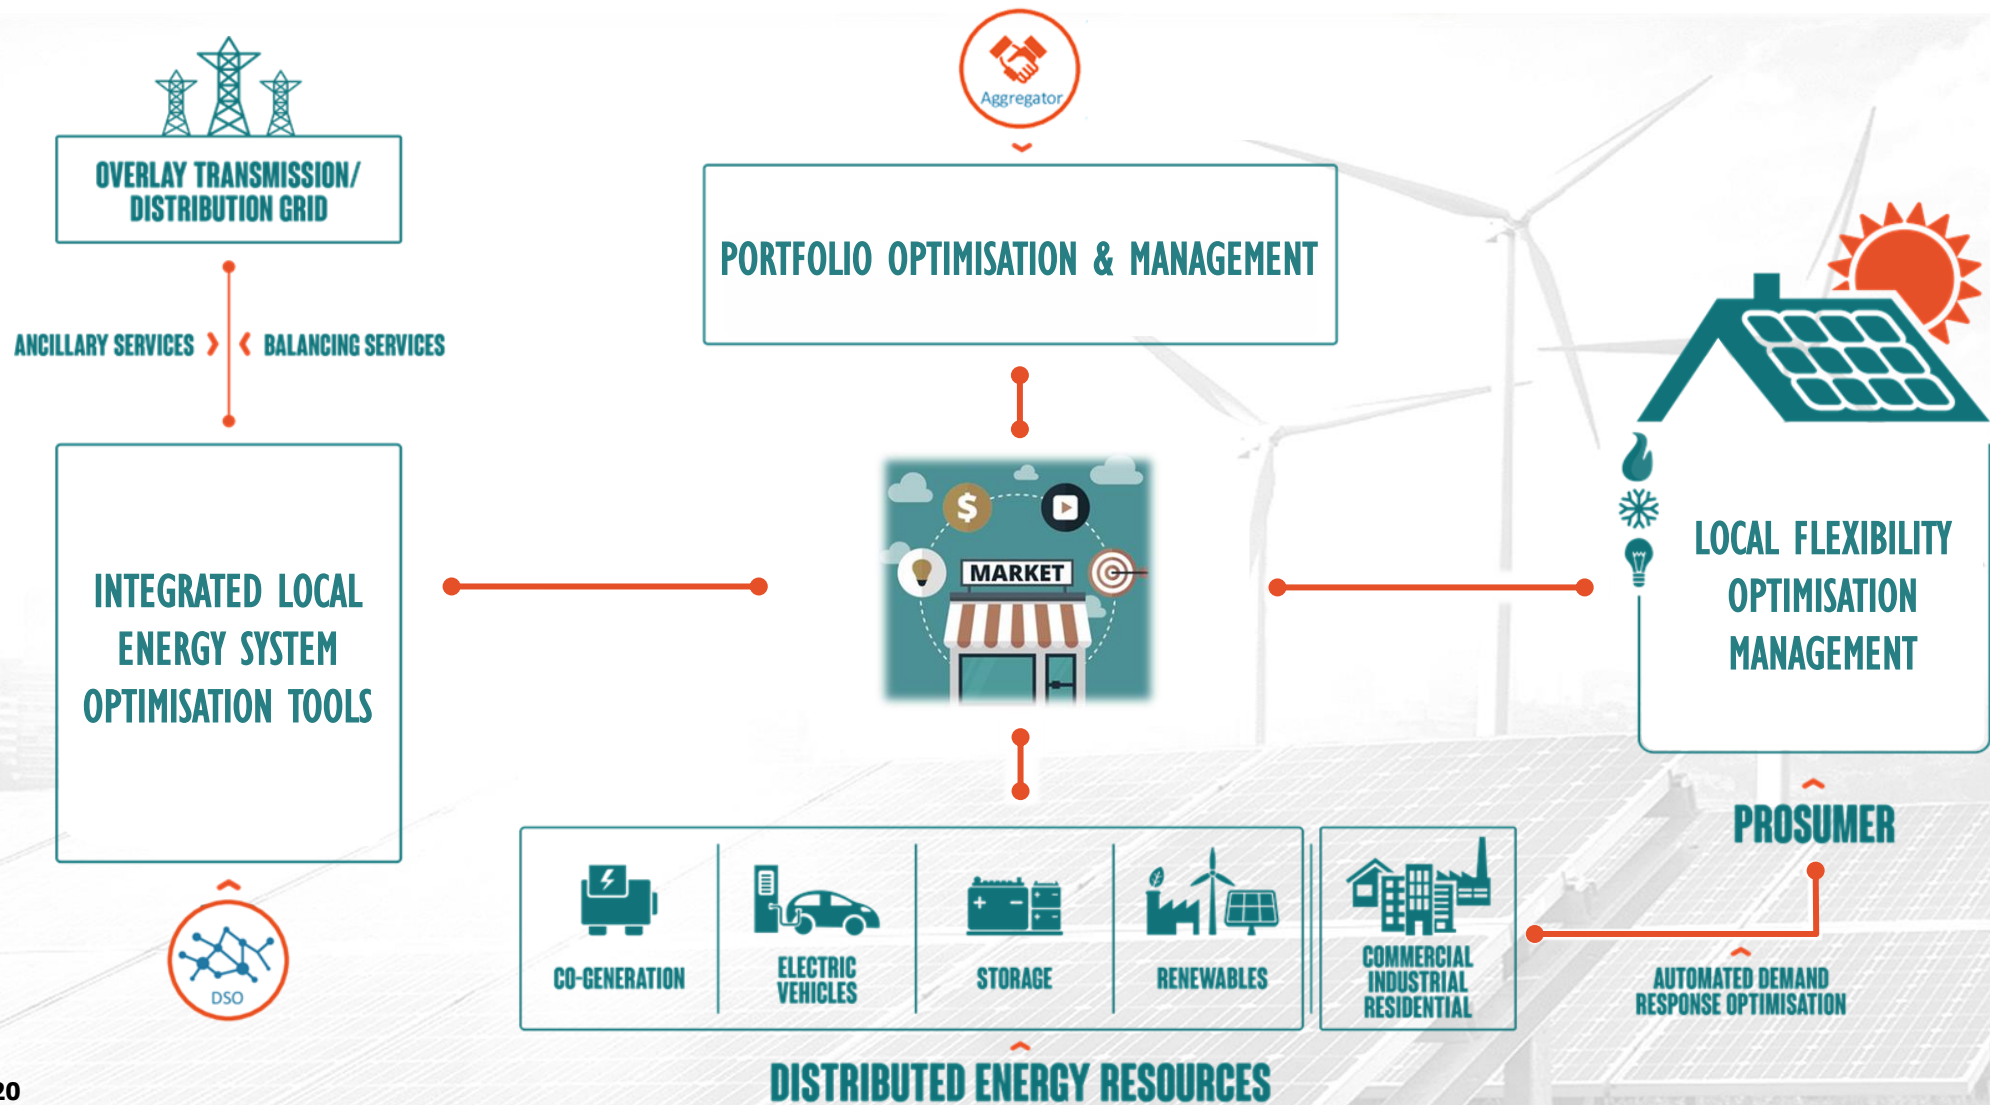 Aggregator
OVERLAY TRANSMISSION/
DISTRIBUTION GRID
PORTFOLIO OPTIMISATION & MANAGEMENT
ANCILLARY SERVICES
BALANCING SERVICES
INTEGRATED LOCAL
ENERGY SYSTEM
OPTIMISATION TOOLS
$
MARKET
LOCAL FLEXIBILITY
OPTIMISATION
MANAGEMENT
DSO
CO-GENERATION
ELECTRIC
VEHICLES
STORAGE
RENEWABLES
COMMERCIAL
INDUSTRIAL
RESIDENTIAL
PROSUMER
AUTOMATED DEMAND
RESPONSE OPTIMISATION
DISTRIBUTED ENERGY RESOURCES
20